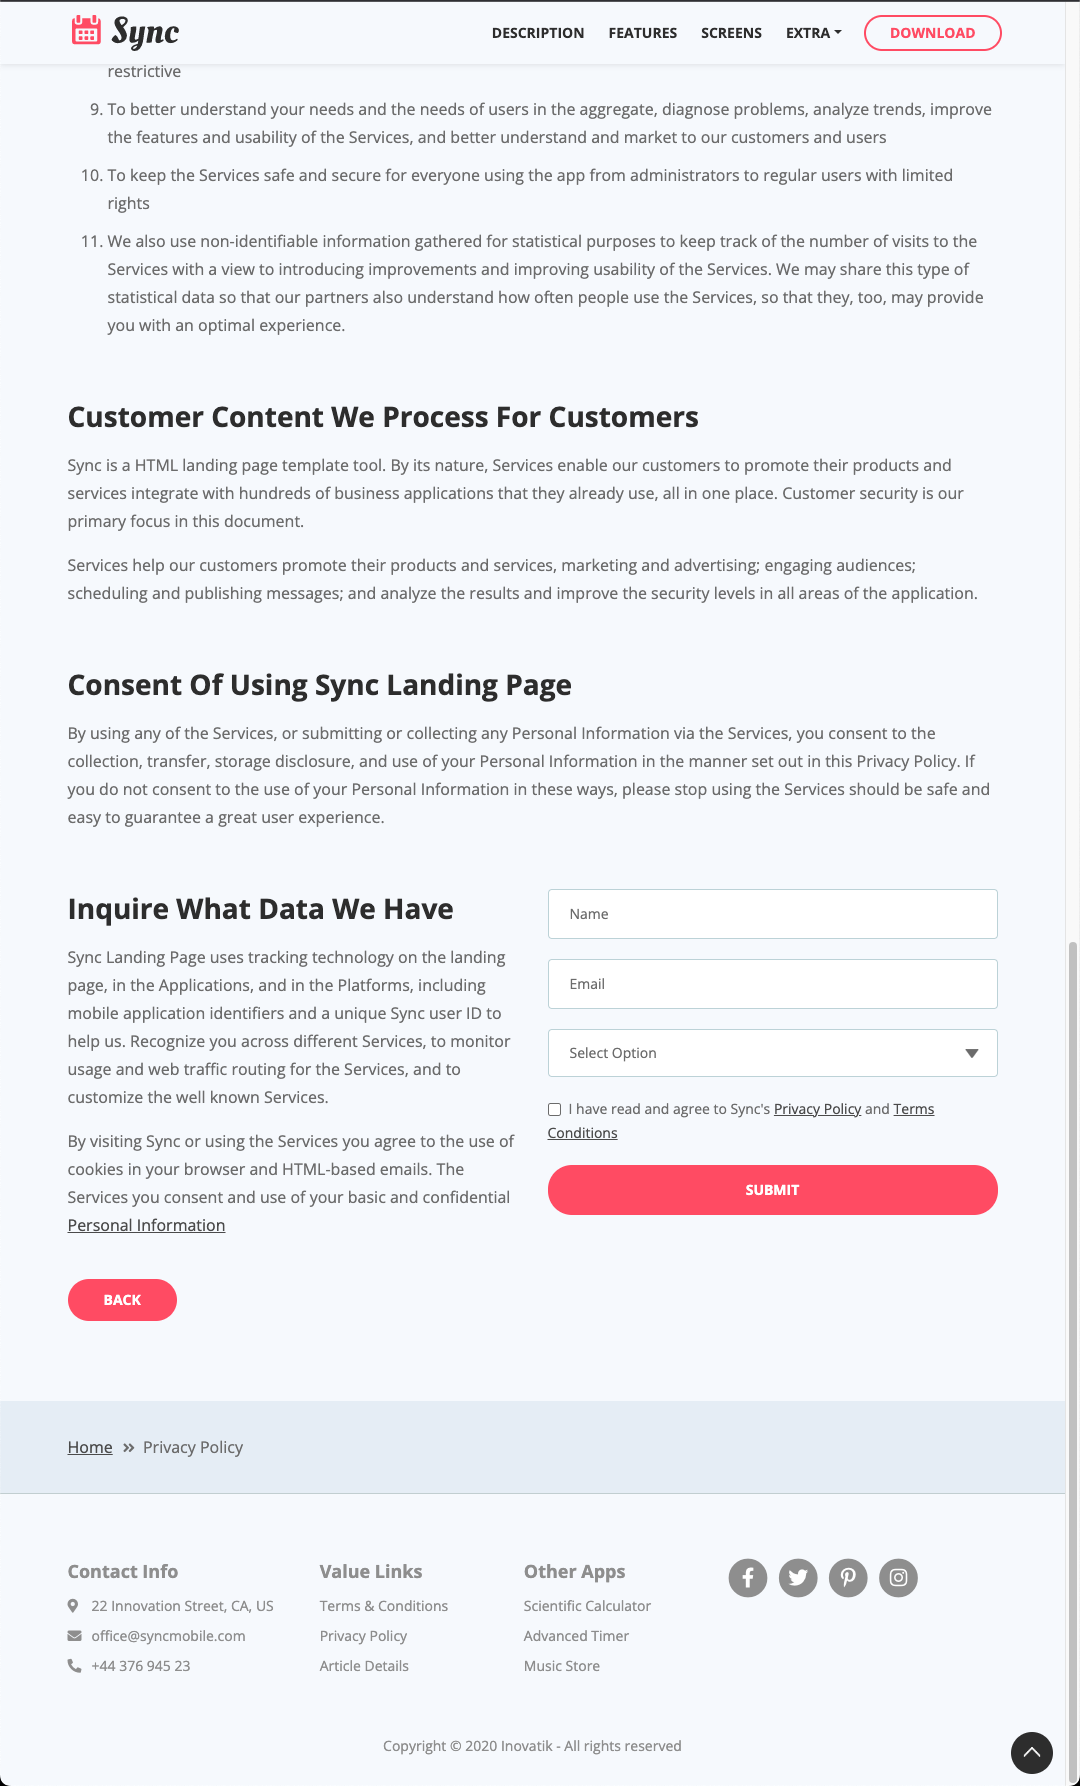 Sync
DESCRIPTION
FEATURES
SCREENS
EXTRA
DOWNLOAD
restrictive
9. To better understand your needs and the needs of users in the aggregate, diagnose problems, analyze trends, improve
the features and usability of the Services, and better understand and market to our customers and users
10. To keep the Services safe and secure for everyone using the app from administrators to regular users with limited
rights
11. We also use non-identifiable information gathered for statistical purposes to keep track of the number of visits to the
Services with a view to introducing improvements and improving usability of the Services. We may share this type of
statistical data so that our partners also understand how often people use the Services, so that they, too, may provide
you with an optimal experience.
Customer Content We Process For Customers
Sync is a HTML landing page template tool. By its nature, Services enable our customers to promote their products and
services integrate with hundreds of business applications that they already use, all in one place. Customer security is our
primary focus in this document.
Services help our customers promote their products and services, marketing and advertising; engaging audiences;
scheduling and publishing messages; and analyze the results and improve the security levels in all areas of the application.
Consent Of Using Sync Landing Page
By using any of the Services, or submitting or collecting any Personal Information via the Services, you consent to the
collection, transfer, storage disclosure, and use of your Personal Information in the manner set out in this Privacy Policy. If
you do not consent to the use of your Personal Information in these ways, please stop using the Services should be safe and
easy to guarantee a great user experience.
Inquire What Data We Have
Sync Landing Page uses tracking technology on the landing
page, in the Applications, and in the Platforms, including
mobile application identifiers and a unique Sync user ID to
help us. Recognize you across different Services, to monitor
usage and web traffic routing for the Services, and to
customize the well known Services.
By visiting Sync or using the Services you agree to the use of
cookies in your browser and HTML-based emails. The
Services you consent and use of your basic and confidential
Personal Information
Name
Email
Select Option
I have read and agree to Sync's Privacy Policy and Terms
Conditions
SUBMIT
BACK
Home
Privacy Policy
Contact Info
22 Innovation Street, CA, US
office@syncmobile.com
+44 376 945 23
Value Links
Terms & Conditions
Privacy Policy
Article Details
Other Apps
Scientific Calculator
Advanced Timer
Music Store
Copyright © 2020 Inovatik - All rights reserved